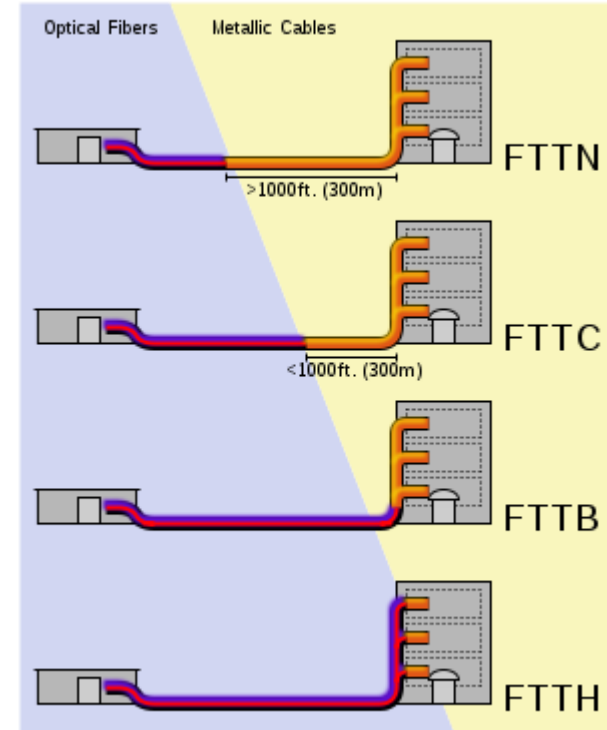 Optical Fibers Metallic Cables
FTTN
>1000ft. (300m)
FTTC
<1000ft. (300m)
FTTB
FTTH